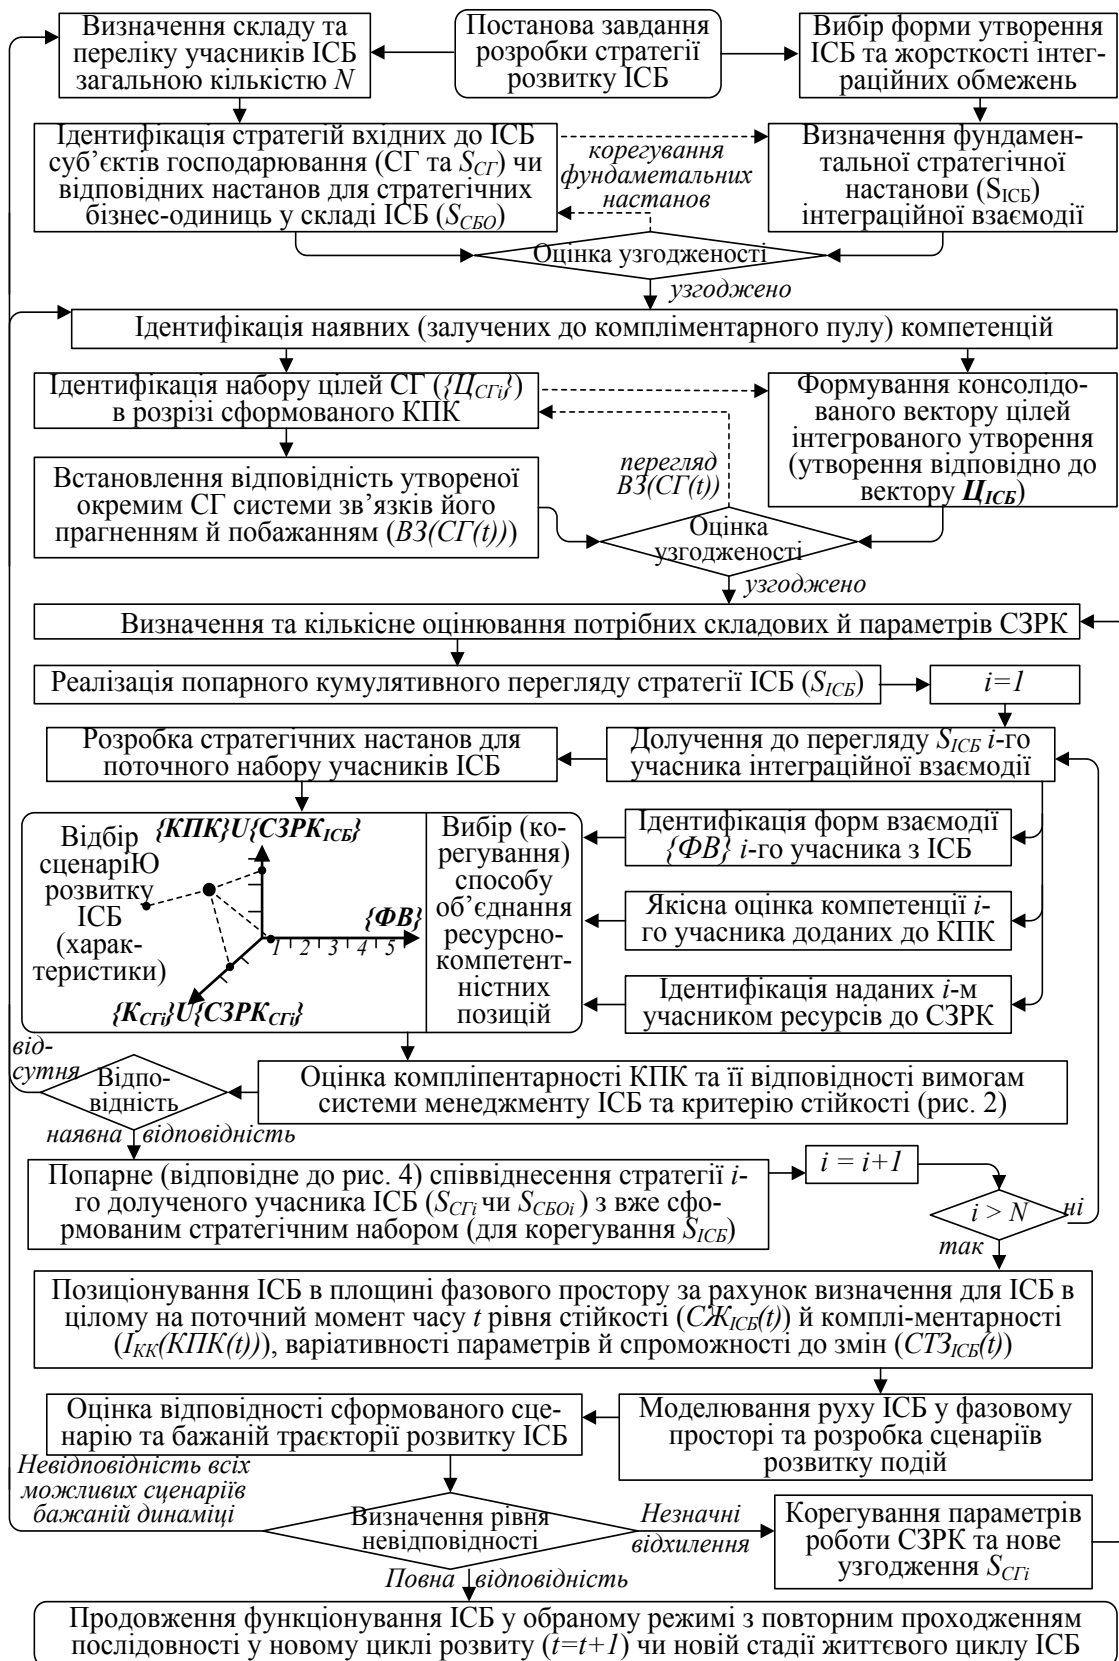 Визначення складу та
переліку учасників ІСБ
загальною кількістю N
Постанова завдання
розробки стратегії
розвитку ІСБ
Вибір форми утворення
ІСБ та жорсткості інтег-
раційних обмежень
Ідентифікація стратегій вхідних до ІСБ
суб’єктів господарювання (СГ та SСГ) чи
відповідних настанов для стратегічних
бізнес-одиниць у складі ІСБ (SСБО)
корегування
фундаметальних
настанов
Визначення фундамен-
тальної стратегічної
настанови (SІСБ)
інтеграційної взаємодії
Оцінка узгодженості
узгоджено
Ідентифікація наявних (залучених до компліментарного пулу) компетенцій
Ідентифікація набору цілей СГ ({ЦСГі})
в розрізі сформованого КПК
Формування консолідо-
ваного вектору цілей
інтегрованого утворення
(утворення відповідно до
вектору ЦІСБ)
Встановлення відповідність утвореної
окремим СГ системи зв’язків його
прагненням й побажанням (ВЗ(СГ(t)))
перегляд
ВЗ(СГ(t))
Оцінка
узгодженості
узгоджено
Визначення та кількісне оцінювання потрібних складових й параметрів СЗРК
Реалізація попарного кумулятивного перегляду стратегії ІСБ (SІСБ)
i=1
Розробка стратегічних настанов для
поточного набору учасників ІСБ
Долучення до перегляду SІСБ і-го
учасника інтеграційної взаємодії
Відбір
сценаріЮ
розвитку
ІСБ
(харак-
теристики)
{КПК}U{СЗРКІСБ}
{ФВ}
1 2 3 4 5
{КСГі}U{СЗРКСГі}
Вибір (ко-
регування)
способу
об’єднання
ресурсно-
компетент-
ністних
позицій
Ідентифікація форм взаємодії
{ФВ} і-го учасника з ІСБ
Якісна оцінка компетенції і-
го учасника доданих до КПК
Ідентифікація наданих і-м
учасником ресурсів до СЗРК
від-
сутня
Відпо-
відність
Оцінка компліпентарності КПК та її відповідності вимогам
системи менеджменту ІСБ та критерію стійкості (рис. 2)
наявна відповідність
Попарне (відповідне до рис. 4) співвіднесення стратегії і-
го долученого учасника ІСБ (SСГі чи SСБОі) з вже сфо-
рмованим стратегічним набором (для корегування SІСБ)
i = i+1
i > N
ні
так
Позиціонування ІСБ в площині фазового простору за рахунок визначення для ІСБ в
цілому на поточний момент часу t рівня стійкості (СЖІСБ(t)) й комплі-ментарності
(ІКК(КПК(t))), варіативності параметрів й спроможності до змін (СТЗІСБ(t))
Оцінка відповідності сформованого сце-
нарію та бажаній траєкторії розвитку ІСБ
Моделювання руху ІСБ у фазовому
просторі та розробка сценаріїв
розвитку подій
Невідповідність всіх
можливих сценаріїв
бажаній динаміці
Визначення рівня
невідповідності
Незначні
відхилення
Корегування параметрів
роботи СЗРК та нове
узгодження SСГі
Повна відповідність
Продовження функціонування ІСБ у обраному режимі з повторним проходженням
послідовності у новому циклі розвиту (t=t+1) чи новій стадії життєвого циклу ІСБ